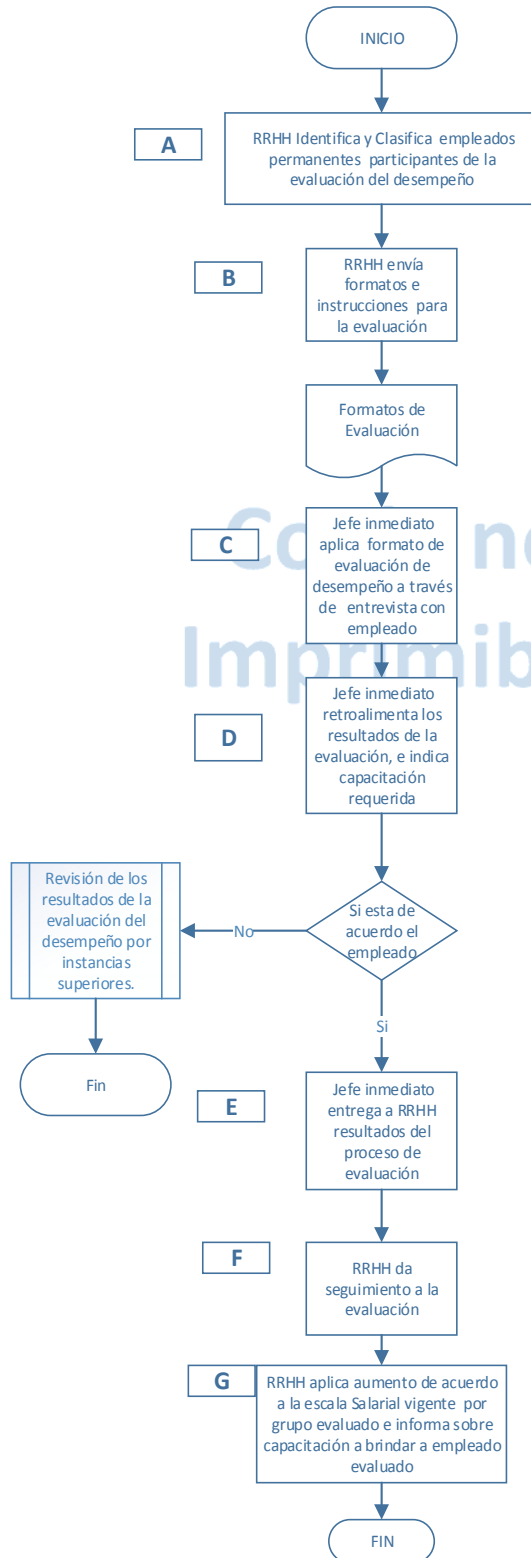 INICIO
A
RRHH Identifica y Clasifica empleados
permanentes participantes de la
evaluación del desempeño
B
RRHH envía
formatos e
instrucciones para
la evaluación
Formatos de
Evaluación
C
Jefe inmediato
aplica formato de
evaluación de
desempeño a través
de entrevista con
empleado
D
Jefe inmediato
retroalimenta los
resultados de la
evaluación, e indica
capacitación
requerida
Si esta de
acuerdo el
empleado
No
Revisión de los
resultados de la
evaluación del
desempeño por
instancias
superiores.
Fin
Si
E
Jefe inmediato
entrega a RRHH
resultados del
proceso de
evaluación
F
RRHH da
seguimiento a la
evaluación
G
RRHH aplica aumento de acuerdo
a la escala Salarial vigente por
grupo evaluado e informa sobre
capacitación a brindar a empleado
evaluado
FIN